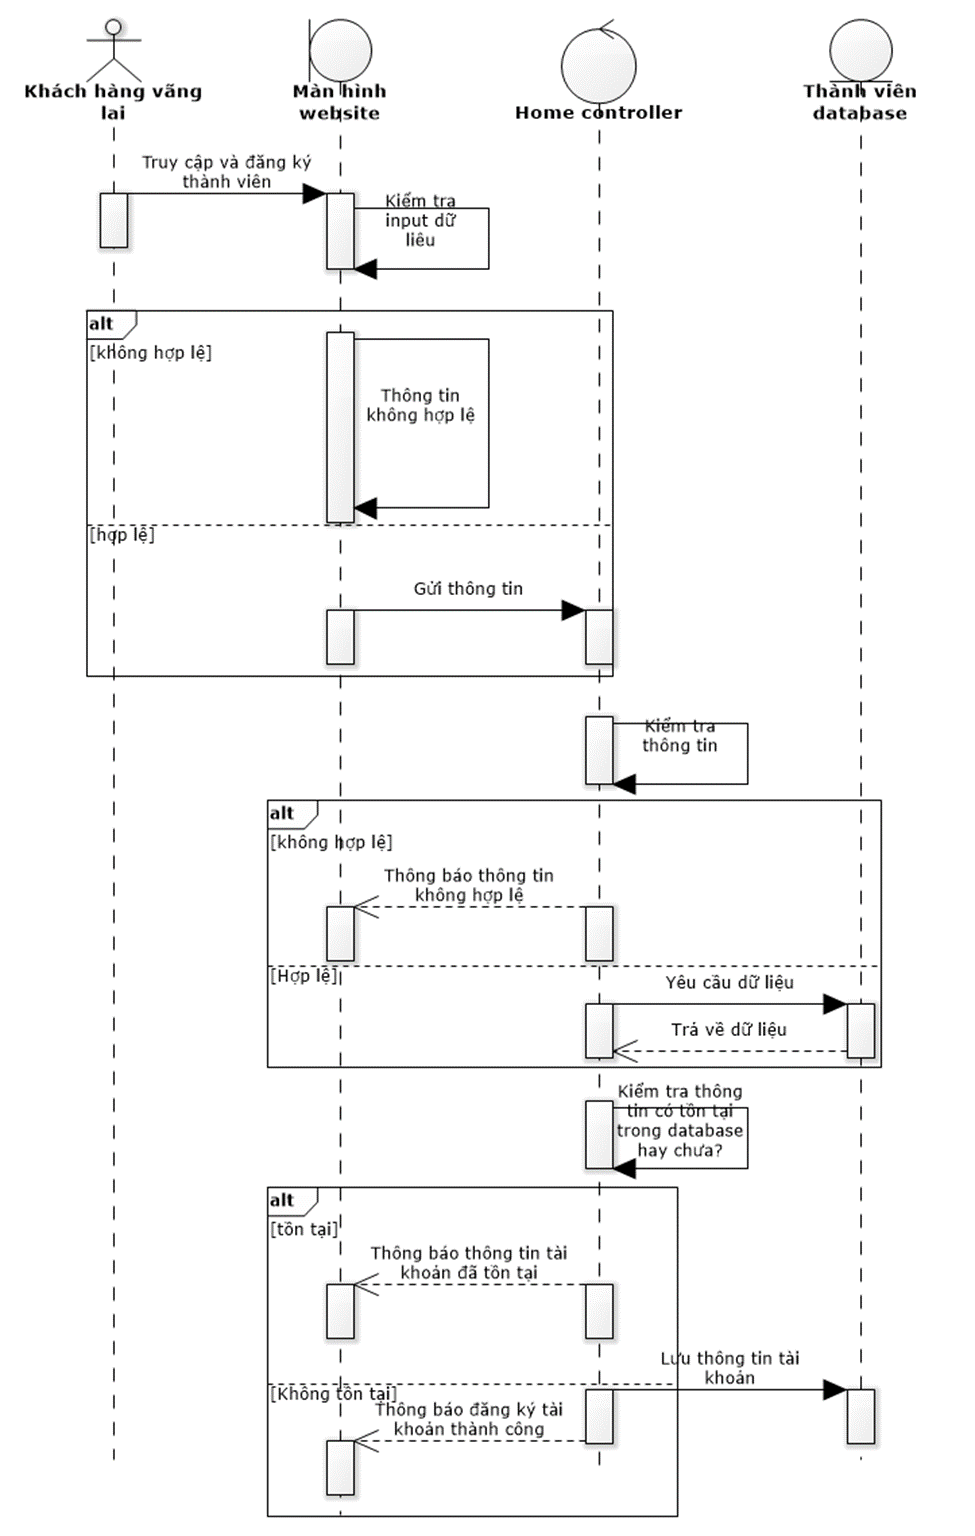 Khách hàng vãng
lai
Màn hình
website
Home controller
Thành viên
database
Truy cập và đăng ký
thành viên
Kiểm tra
input dữ
liêu
alt
[không hợp lệ]
Thông tin
không hợp lệ
[hợp lệ]
Gửi thông tin
Kiểm tra
thông tin
alt
[không hợp lệ]
Thông báo thông tin
không hợp lệ
[Hợp lệ]
Yêu cầu dữ liệu
Trả về dữ liệu
Kiểm tra thông
tin có tồn tại
trong database
hay chưa?
alt
[tồn tại]
Thông báo thông tin tài
khoản đã tồn tại
Lưu thông tin tài
khoản
[Không tồn tại]
Thông báo đăng ký tài
khoản thành công